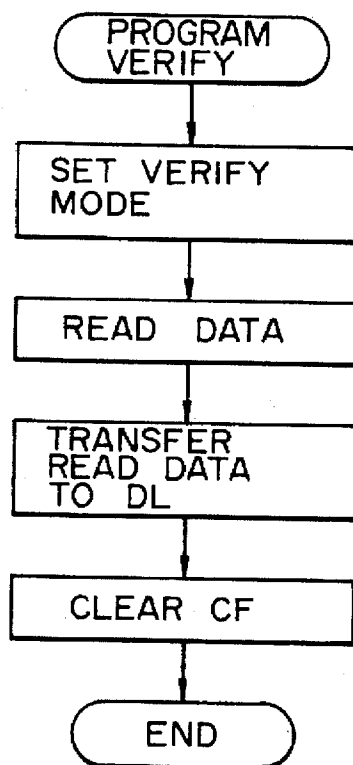 PROGRAM
VERIFY
SET VERIFY
MODE
READ DATA
TRANSFER
READ DATA
TO DL
CLEAR CF
END